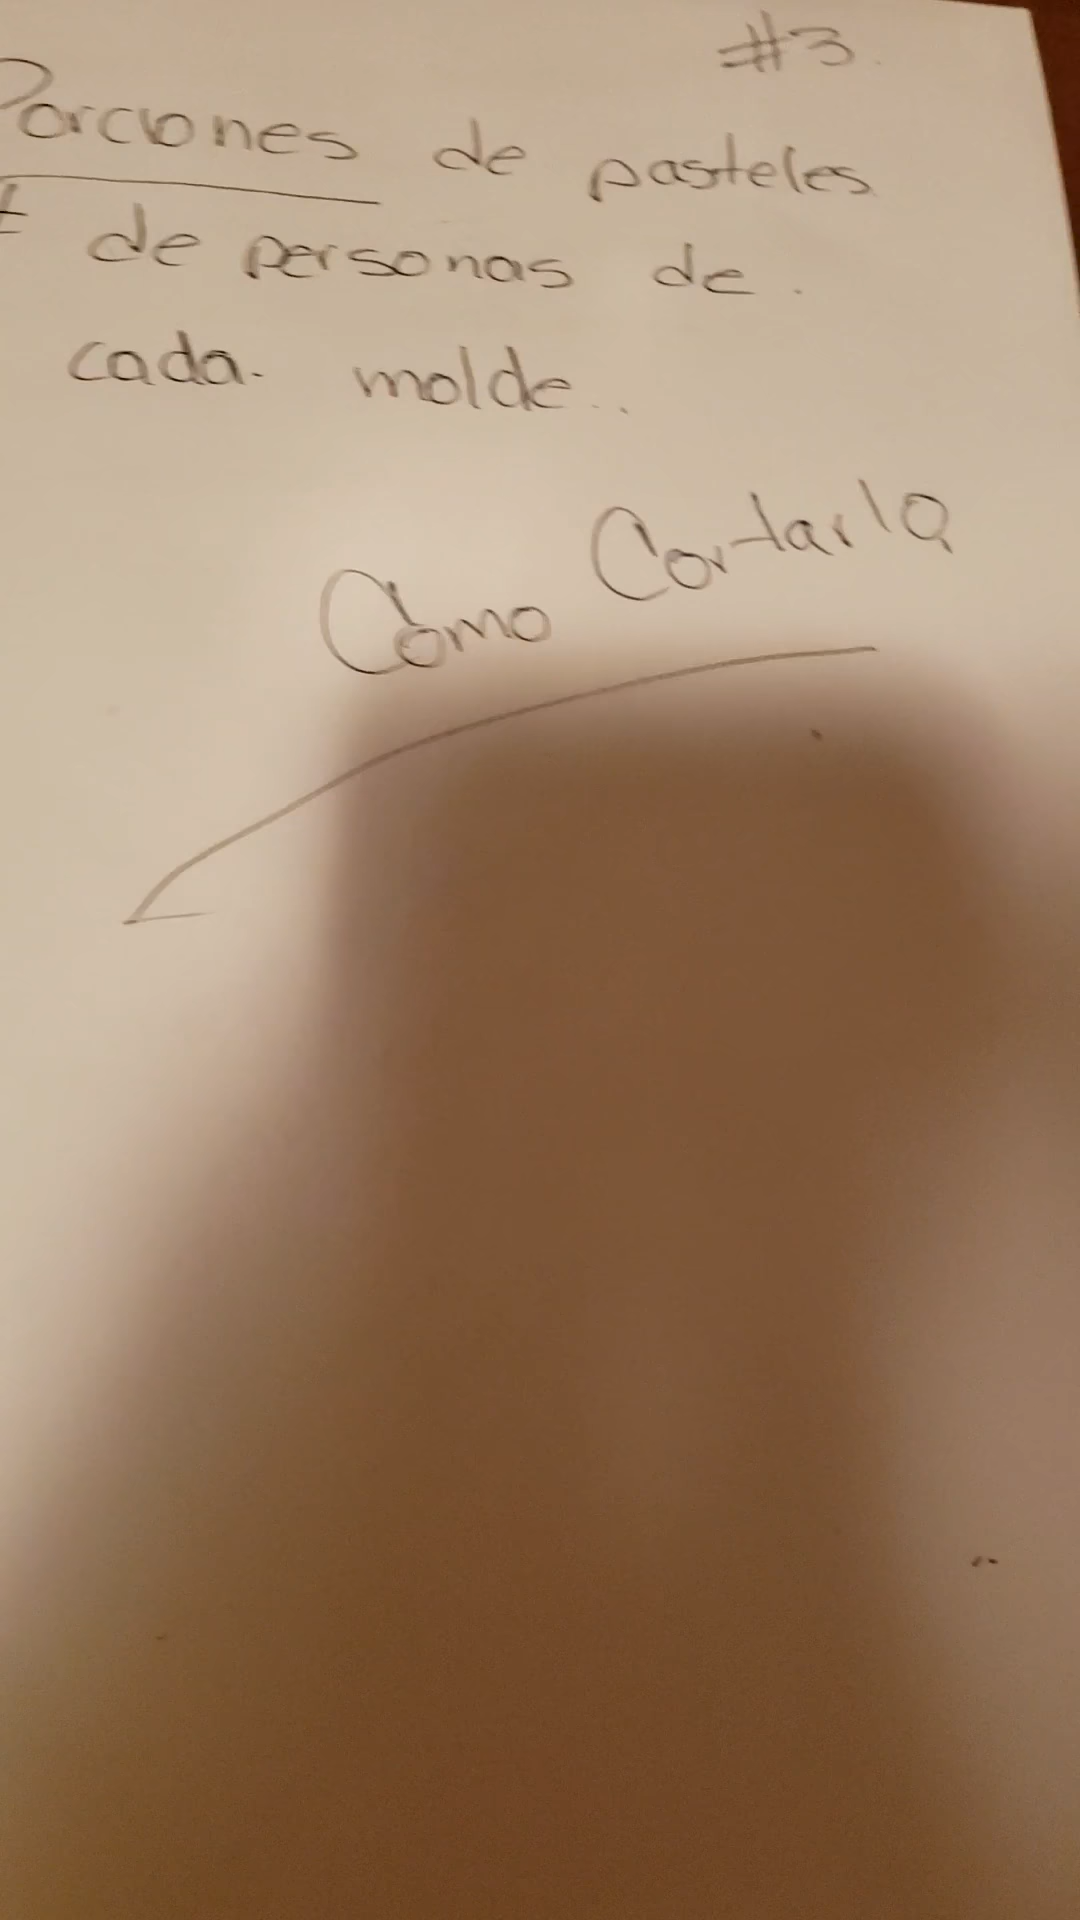 #3
Porciones de pasteles
# de personas de.
cada. molde..
Como Cortarlo